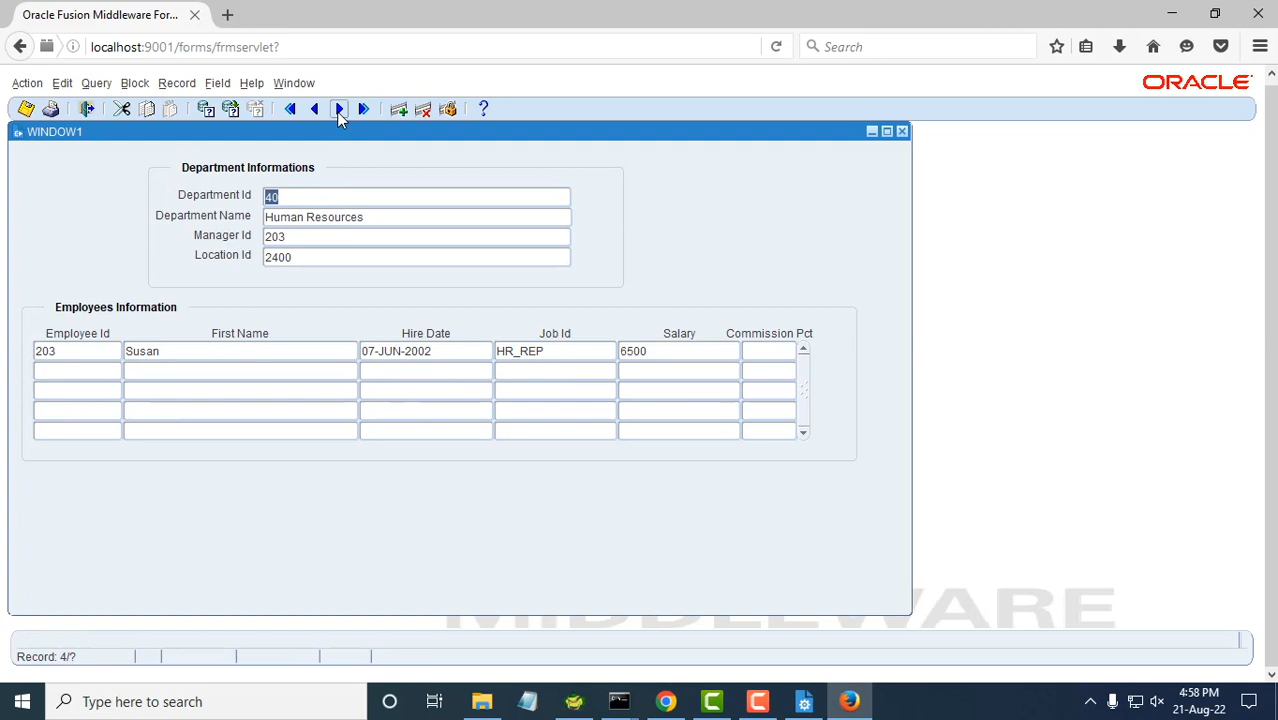 Oracle Fusion Middleware For...
localhost:9001/forms/frmservlet?
Search
Action Edit Query Block Record Field Help Window
ORACLE
WINDOW1
Department Informations
Department Id 40
Department Name Human Resources
Manager Id 203
Location Id 2400
Employees Information
Employee Id First Name Hire Date Job Id Salary Commission Pct
203 Susan 07-JUN-2002 HR_REP 6500
MIDDLEWARE
Record: 4/?
Type here to search
4:58 PM
21-Aug-22